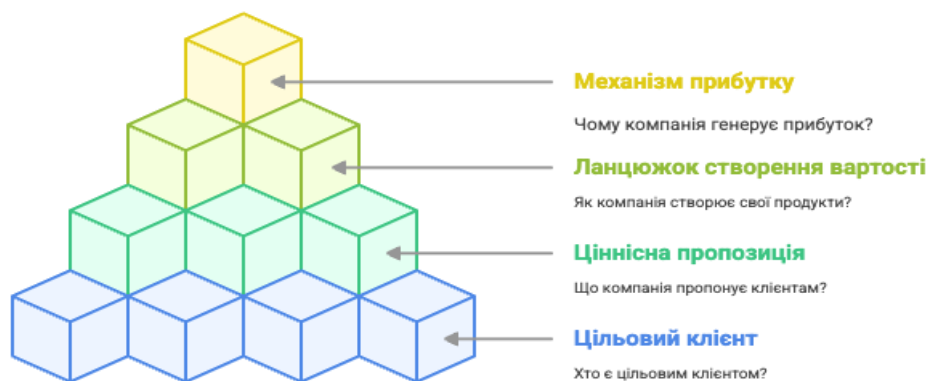 Механізм прибутку
Чому компанія генерує прибуток?
Ланцюжок створення вартості
Як компанія створює свої продукти?
Ціннісна пропозиція
Що компанія пропонує клієнтам?
Цільовий клієнт
Хто є цільовим клієнтом?